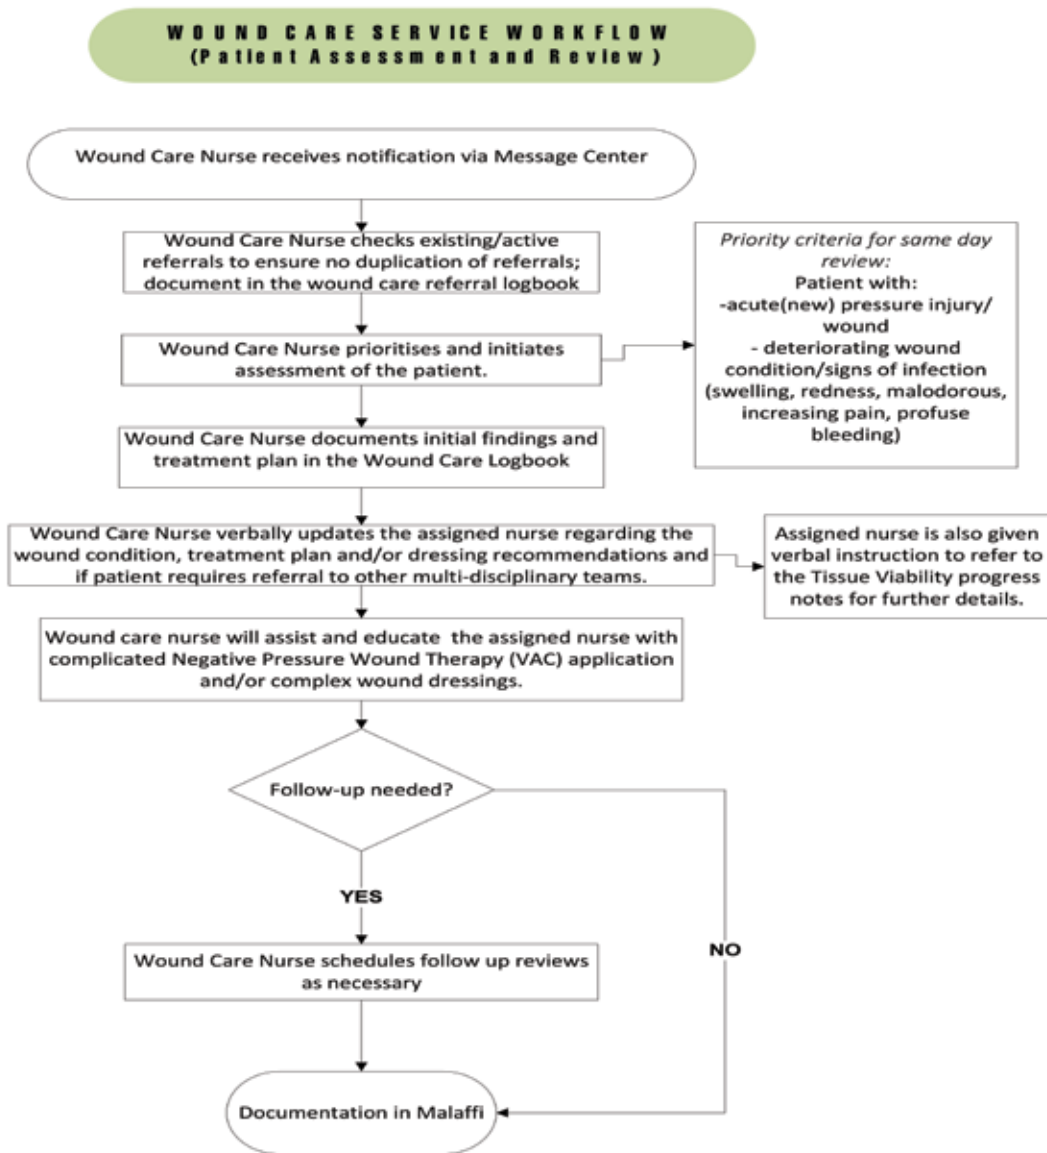 WOUND CARE SERVICE WORKFLOW
(Patient Assessment and Review)
Wound Care Nurse receives notification via Message Center
Wound Care Nurse checks existing/active
referrals to ensure no duplication of referrals;
document in the wound care referral logbook
Wound Care Nurse prioritises and initiates
assessment of the patient.
Priority criteria for same day
review:
Patient with:
-acute(new) pressure injury/
wound
- deteriorating wound
condition/signs of infection
(swelling, redness, malodorous,
increasing pain, profuse
bleeding)
Wound Care Nurse documents initial findings and
treatment plan in the Wound Care Logbook
Wound Care Nurse verbally updates the assigned nurse regarding the
wound condition, treatment plan and/or dressing recommendations and
if patient requires referral to other multi-disciplinary teams.
Assigned nurse is also given
verbal instruction to refer to
the Tissue Viability progress
notes for further details.
Wound care nurse will assist and educate the assigned nurse with
complicated Negative Pressure Wound Therapy (VAC) application
and/or complex wound dressings.
Follow-up needed?
YES
NO
Wound Care Nurse schedules follow up reviews
as necessary
Documentation in Malaffi